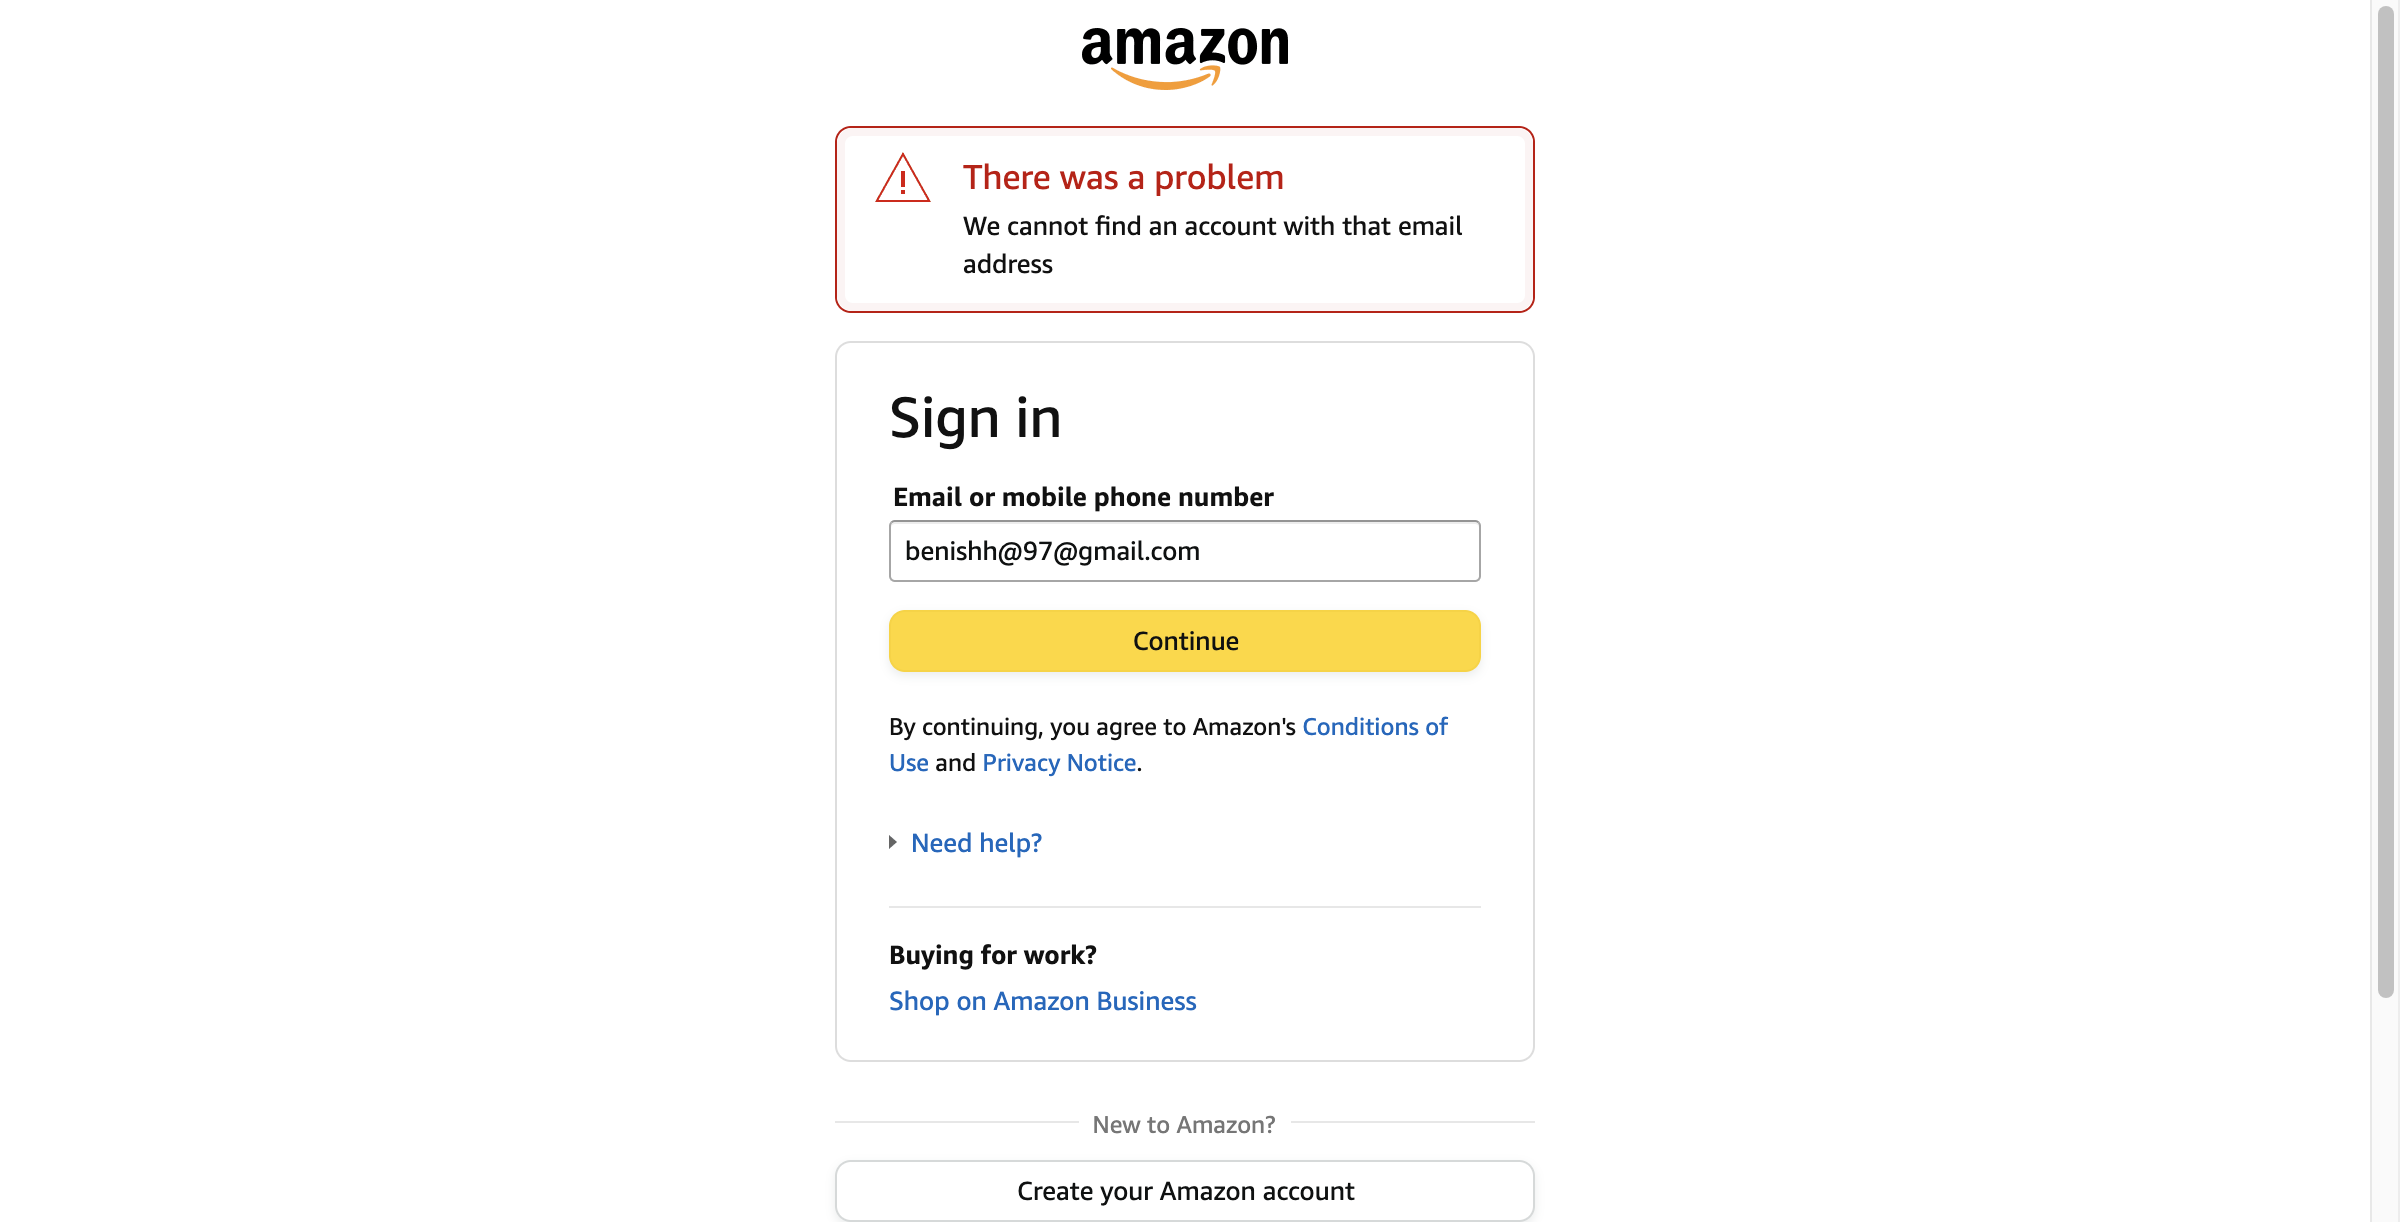 amazon
There was a problem
We cannot find an account with that email
address
Sign in
Email or mobile phone number
benishh@97@gmail.com
Continue
By continuing, you agree to Amazon's Conditions of
Use and Privacy Notice.
Need help?
Buying for work?
Shop on Amazon Business
New to Amazon?
Create your Amazon account